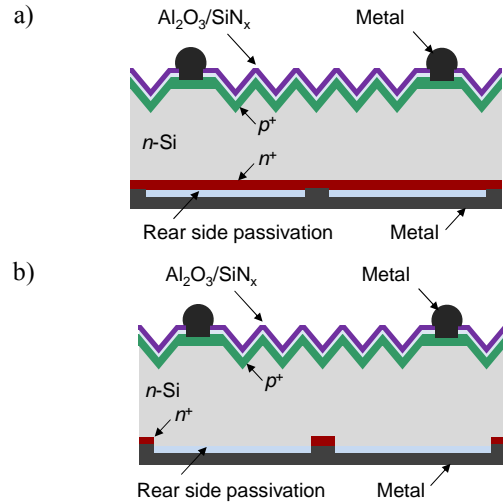 a)
Al₂O₃/SiNₓ
Metal
p⁺
n-Si
n⁺
Rear side passivation
Metal
b)
Al₂O₃/SiNₓ
Metal
p⁺
n-Si
n⁺
Rear side passivation
Metal